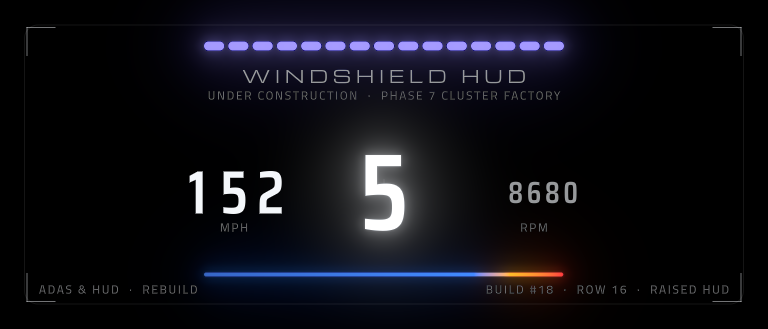 WINDSHIELD HUD
UNDER CONSTRUCTION · PHASE 7 CLUSTER FACTORY
152
MPH
5
8680
RPM
ADAS & HUD · REBUILD
BUILD #18 · ROW 16 · RAISED HUD